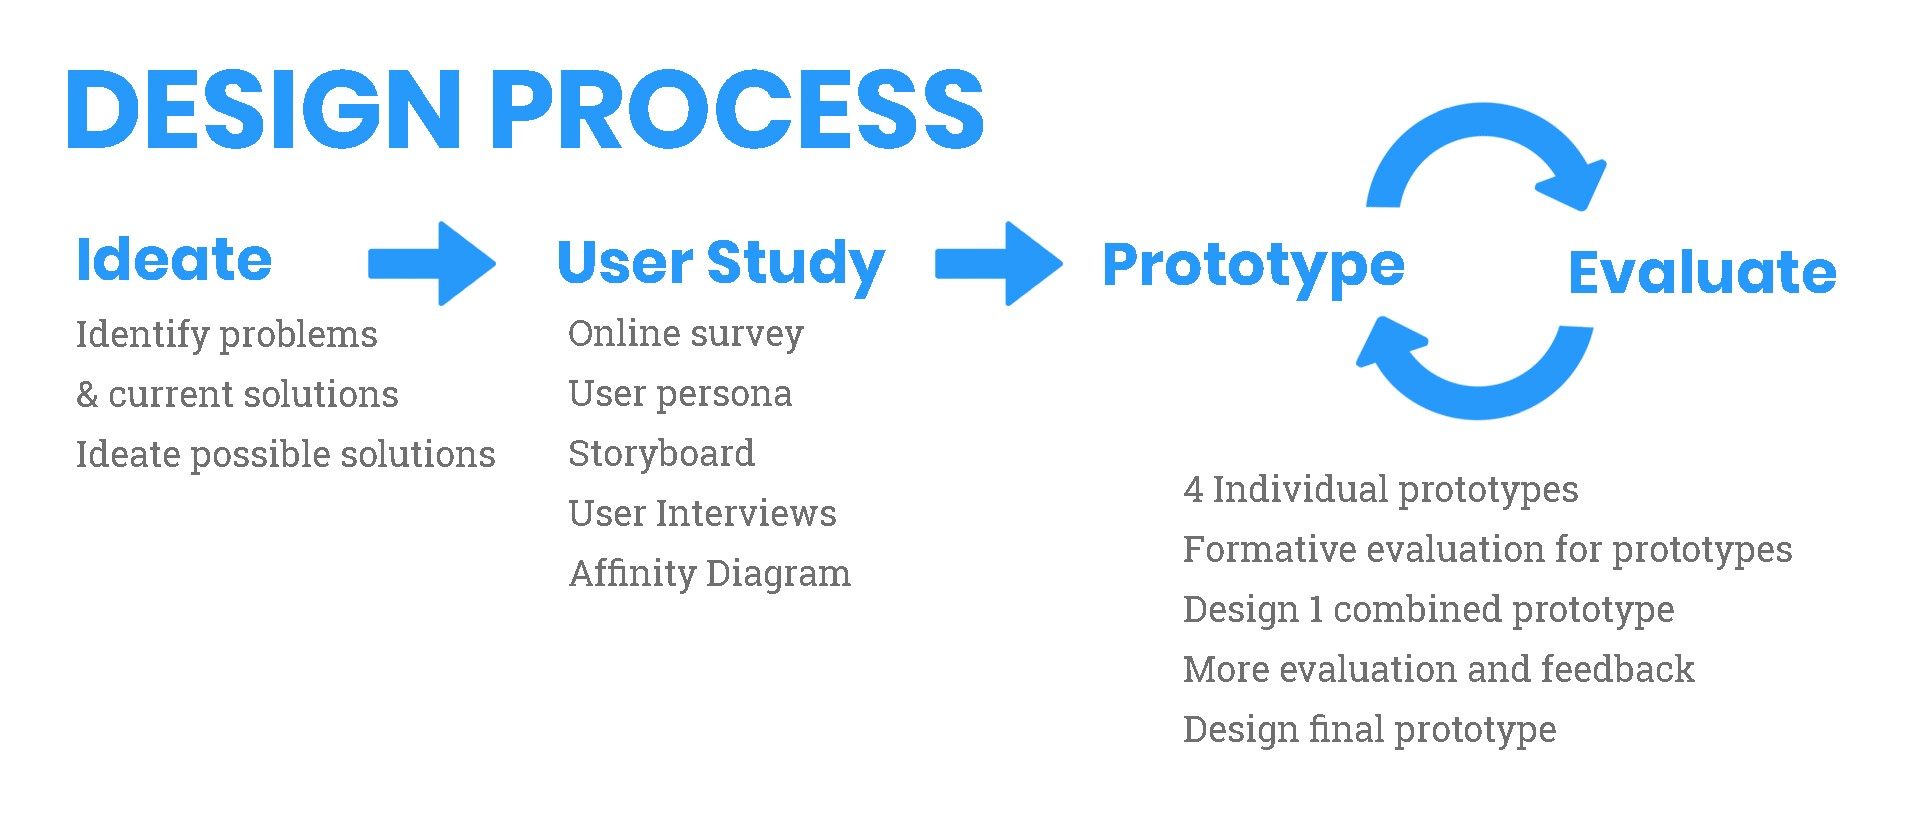 DESIGN PROCESS
Ideate
Identify problems
& current solutions
Ideate possible solutions
User Study
Online survey
User persona
Storyboard
User Interviews
Affinity Diagram
Prototype
Evaluate
4 Individual prototypes
Formative evaluation for prototypes
Design 1 combined prototype
More evaluation and feedback
Design final prototype